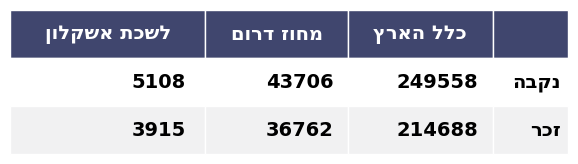 כלל הארץ מחוז דרום לשכת אשקלון
נקבה 249558 43706 5108
זכר 214688 36762 3915